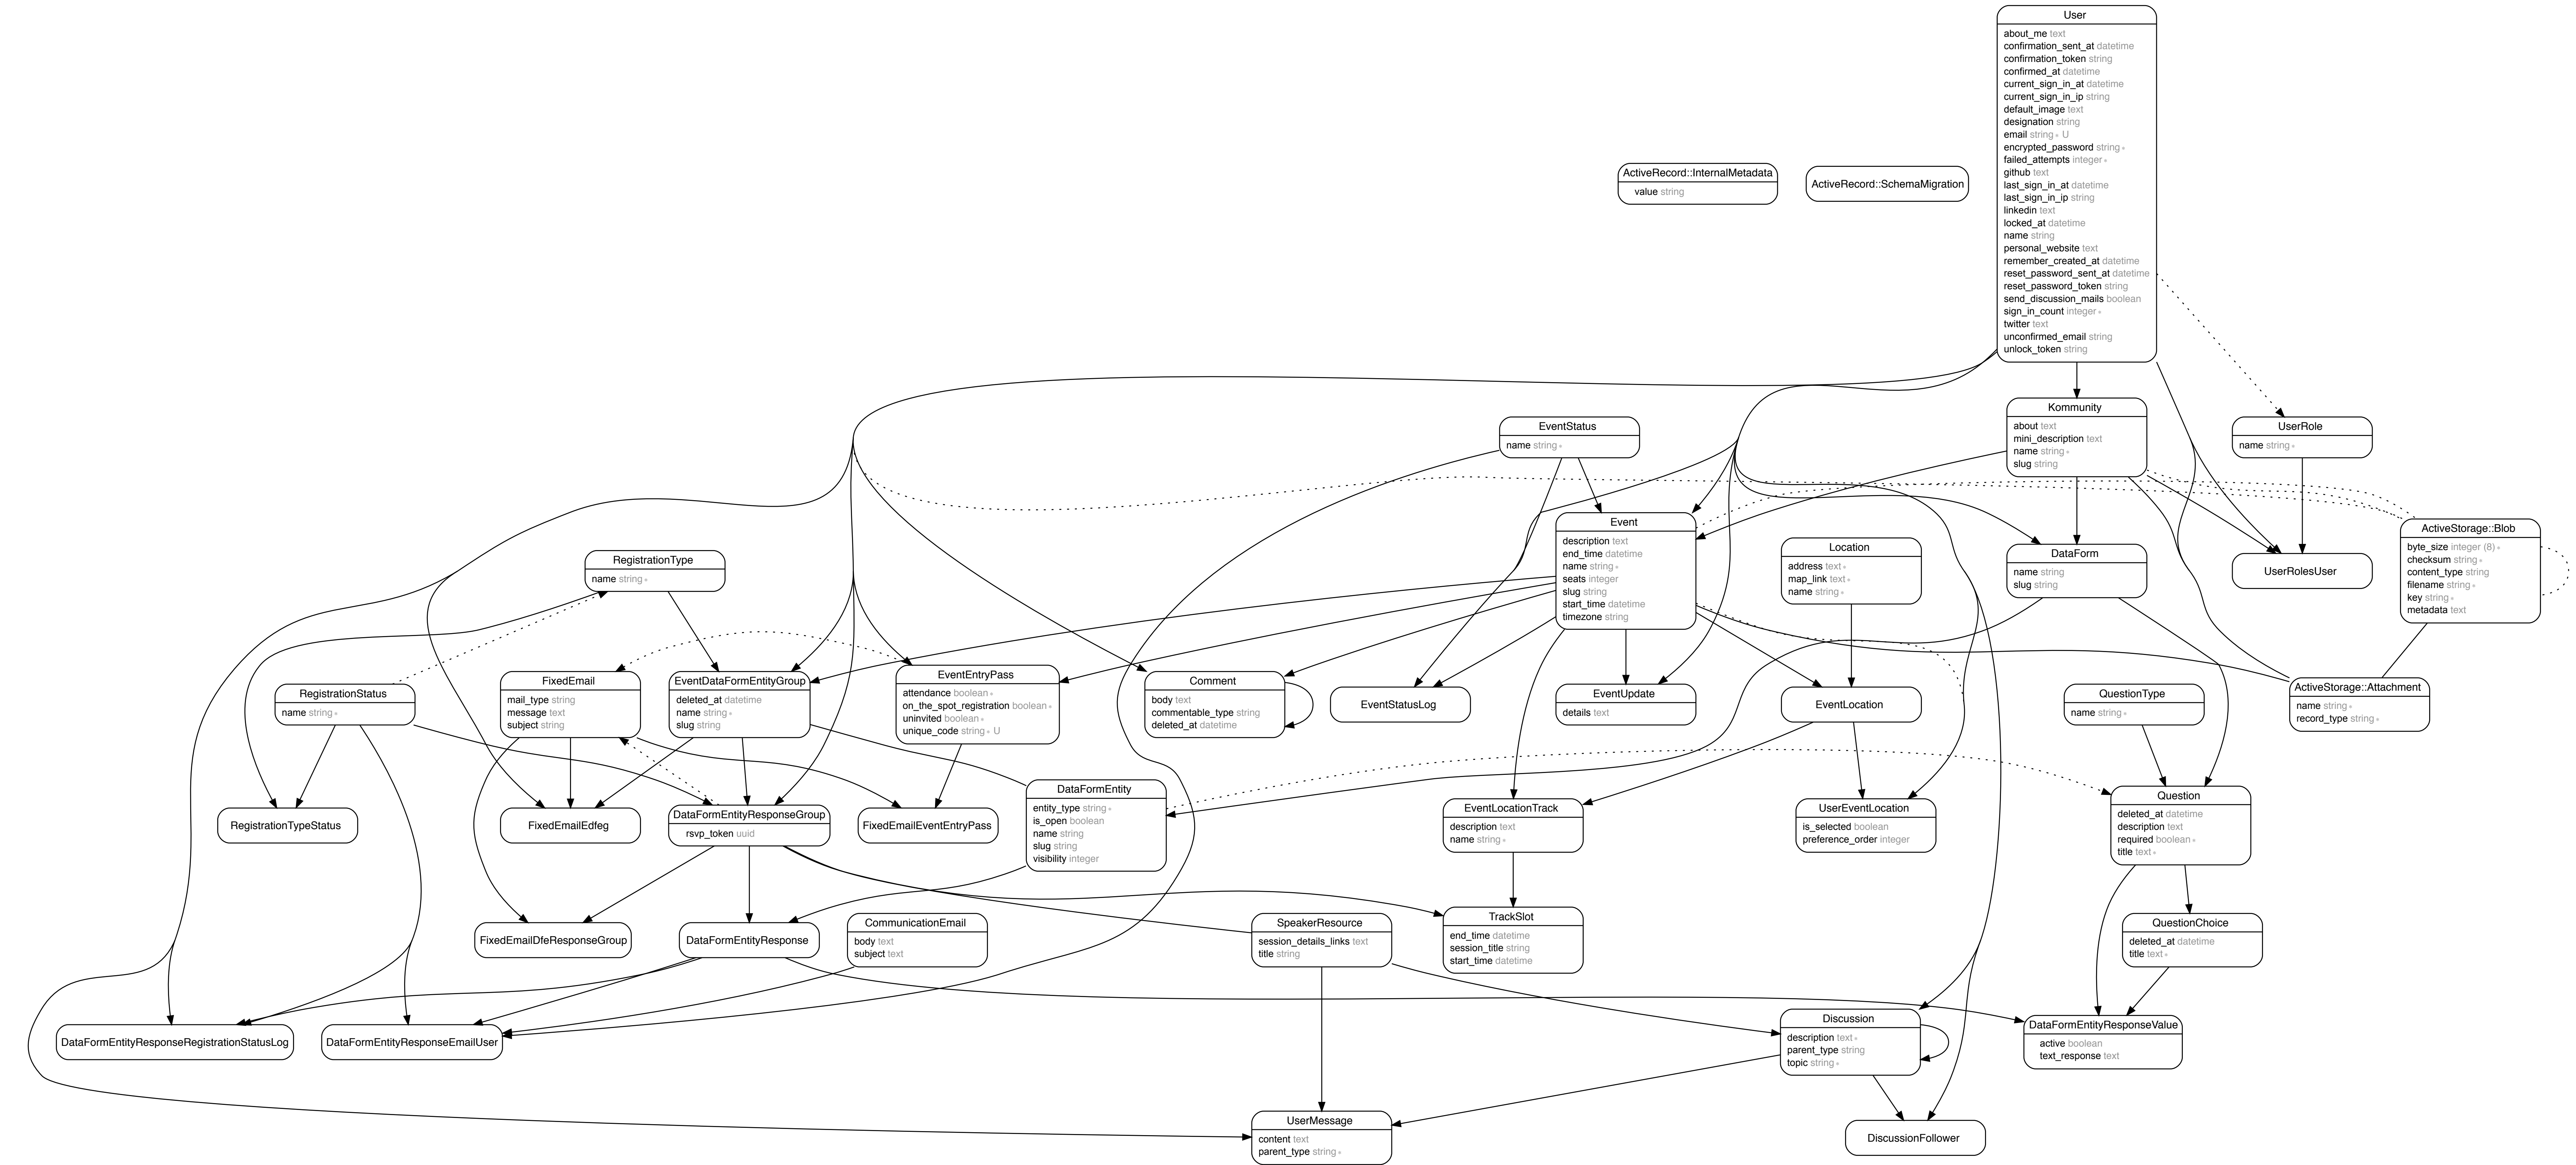 User
about_me text
confirmation_sent_at datetime
confirmation_token string
confirmed_at datetime
current_sign_in_at datetime
current_sign_in_ip string
default_image text
designation string
email string∗ U
encrypted_password string∗
failed_attempts integer∗
github text
last_sign_in_at datetime
last_sign_in_ip string
linkedin text
locked_at datetime
name string
personal_website text
remember_created_at datetime
reset_password_sent_at datetime
reset_password_token string
send_discussion_mails boolean
sign_in_count integer∗
twitter text
unconfirmed_email string
unlock_token string
ActiveRecord::InternalMetadata
value string
ActiveRecord::SchemaMigration
EventStatus
name string∗
Kommunity
about text
mini_description text
name string∗
slug string
UserRole
name string∗
RegistrationType
name string∗
Event
description text
end_time datetime
name string∗
seats integer
slug string
start_time datetime
timezone string
Location
address text∗
map_link text∗
name string∗
DataForm
name string
slug string
UserRolesUser
ActiveStorage::Blob
byte_size integer (8)∗
checksum string∗
content_type string
filename string∗
key string∗
metadata text
RegistrationStatus
name string∗
FixedEmail
mail_type string
message text
subject string
EventDataFormEntityGroup
deleted_at datetime
name string∗
slug string
EventEntryPass
attendance boolean∗
on_the_spot_registration boolean∗
uninvited boolean∗
unique_code string∗ U
Comment
body text
commentable_type string
deleted_at datetime
EventStatusLog
EventUpdate
details text
EventLocation
QuestionType
name string∗
ActiveStorage::Attachment
name string∗
record_type string∗
RegistrationTypeStatus
FixedEmailEdfeg
DataFormEntityResponseGroup
rsvp_token uuid
FixedEmailEventEntryPass
DataFormEntity
entity_type string∗
is_open boolean
name string
slug string
visibility integer
EventLocationTrack
description text
name string∗
UserEventLocation
is_selected boolean
preference_order integer
Question
deleted_at datetime
description text
required boolean∗
title text∗
FixedEmailDfeResponseGroup
DataFormEntityResponse
CommunicationEmail
body text
subject text
SpeakerResource
session_details_links text
title string
TrackSlot
end_time datetime
session_title string
start_time datetime
QuestionChoice
deleted_at datetime
title text∗
DataFormEntityResponseRegistrationStatusLog
DataFormEntityResponseEmailUser
Discussion
description text∗
parent_type string
topic string∗
DataFormEntityResponseValue
active boolean
text_response text
UserMessage
content text
parent_type string∗
DiscussionFollower